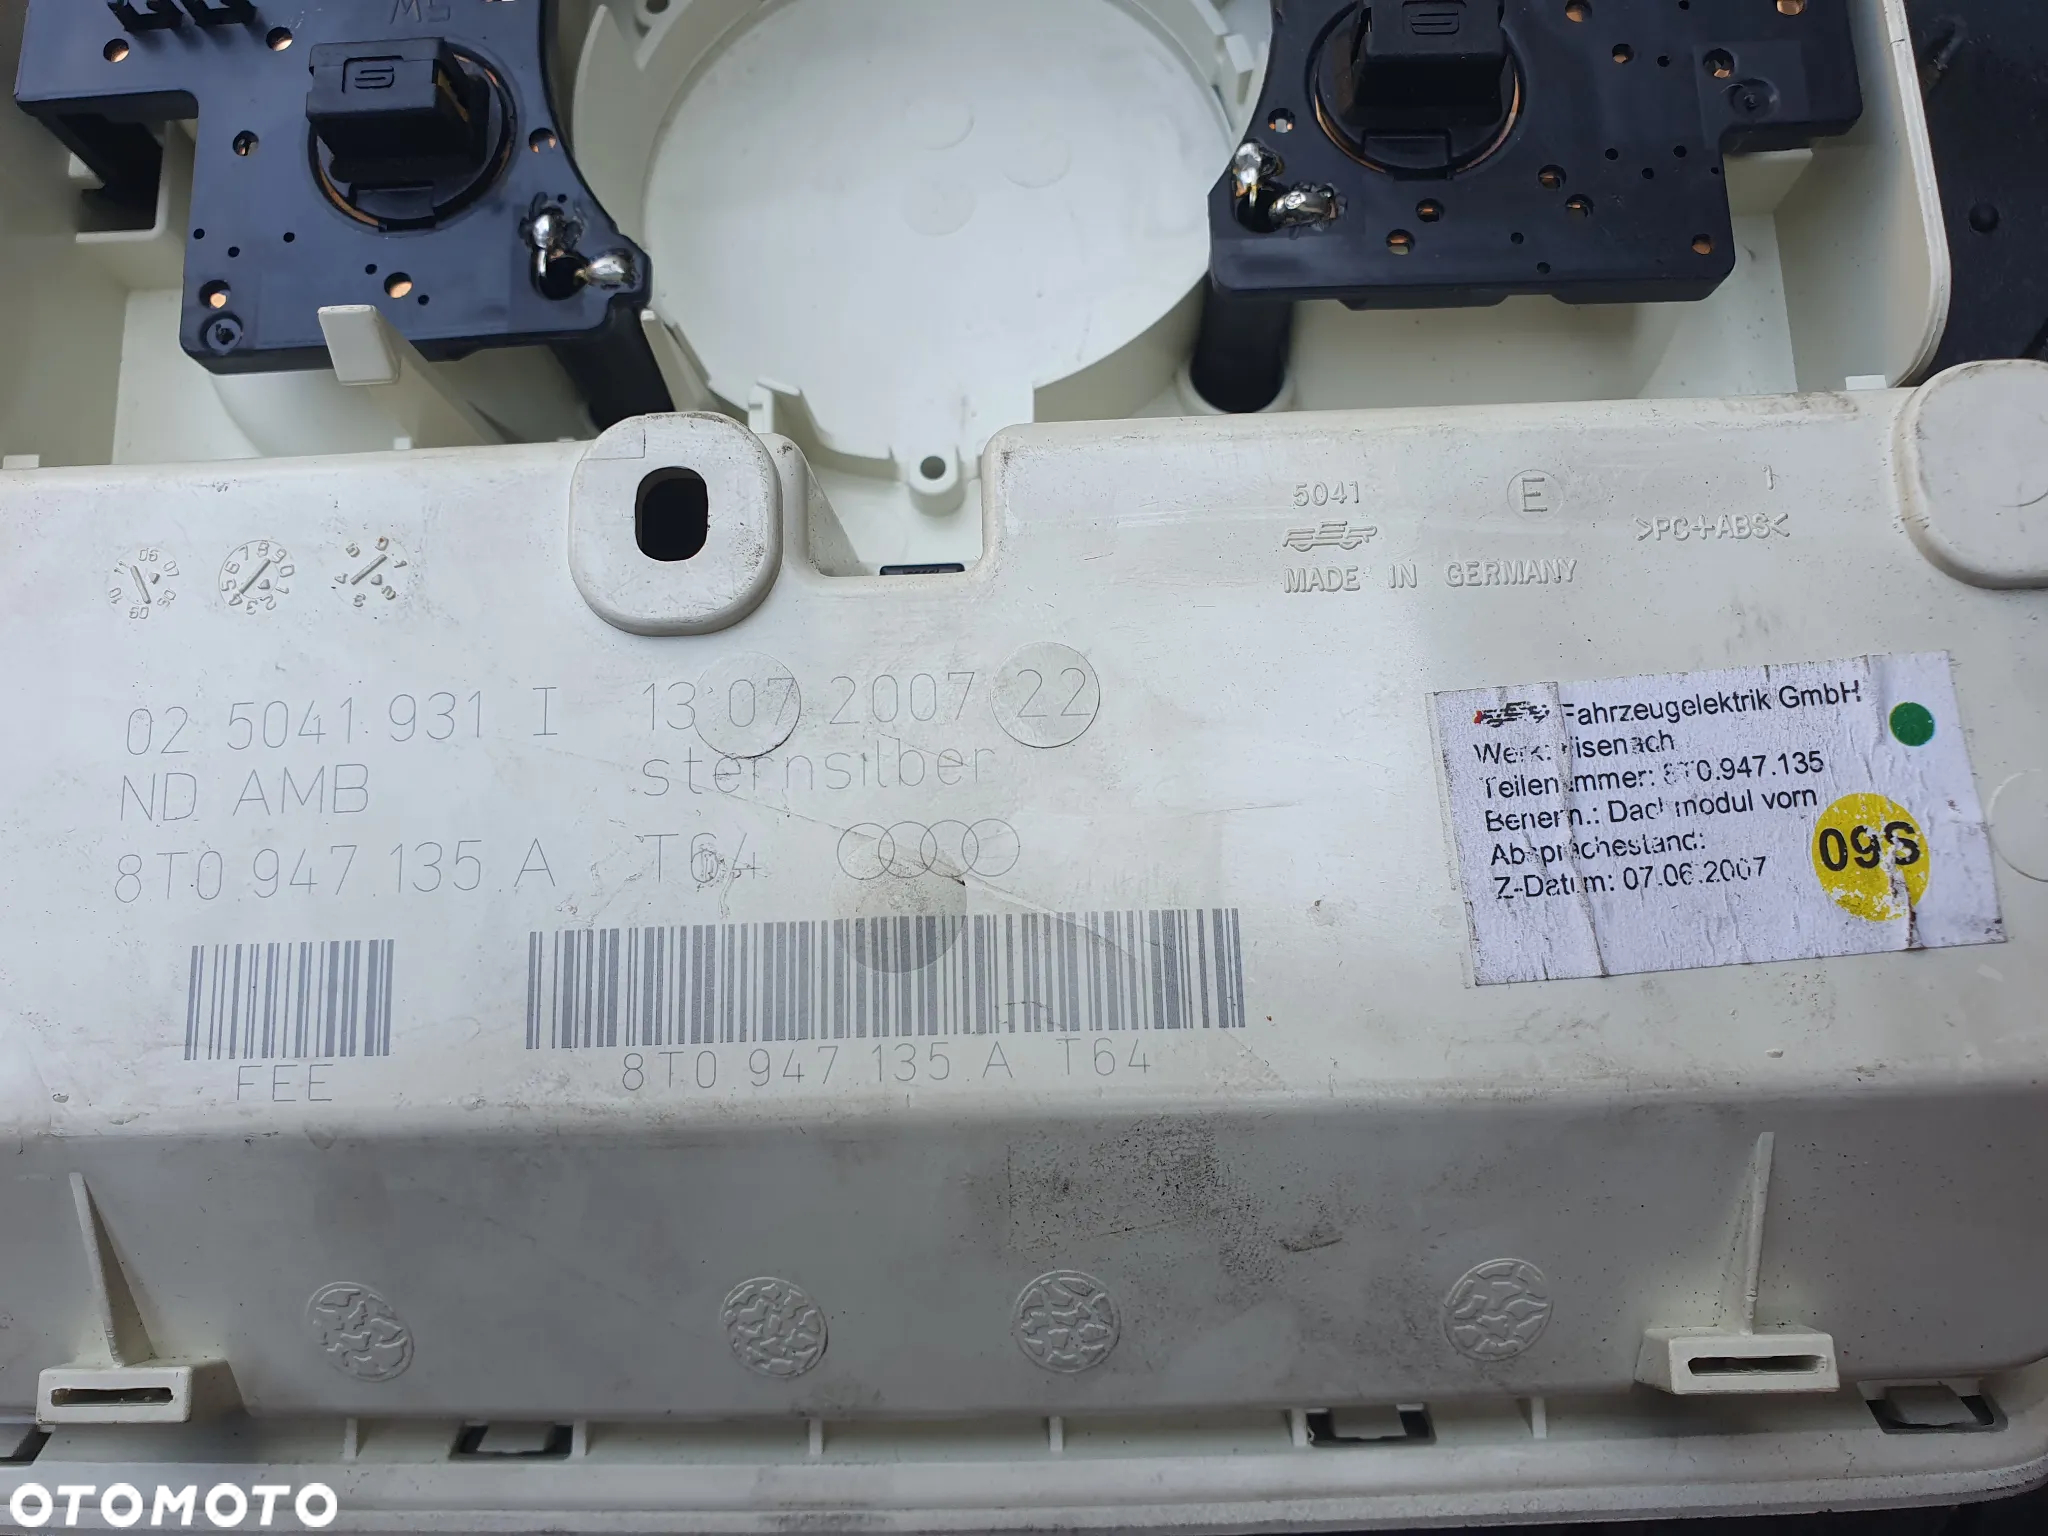 5041
E
1
>PC+ABS<
MADE IN GERMANY
02 5041 931 I 13.07.2007 22
ND AMB sternsilber
8T0.947.135.A T64
FEE
8T0.947.135.A T64
Fahrzeugelektrik GmbH
Werk: Eisenach
Teilenummer: 8T0.947.135
Benenn.: Dachmodul vorn
Absprachestand:
Z-Datum: 07.06.2007
09S
OTOMOTO